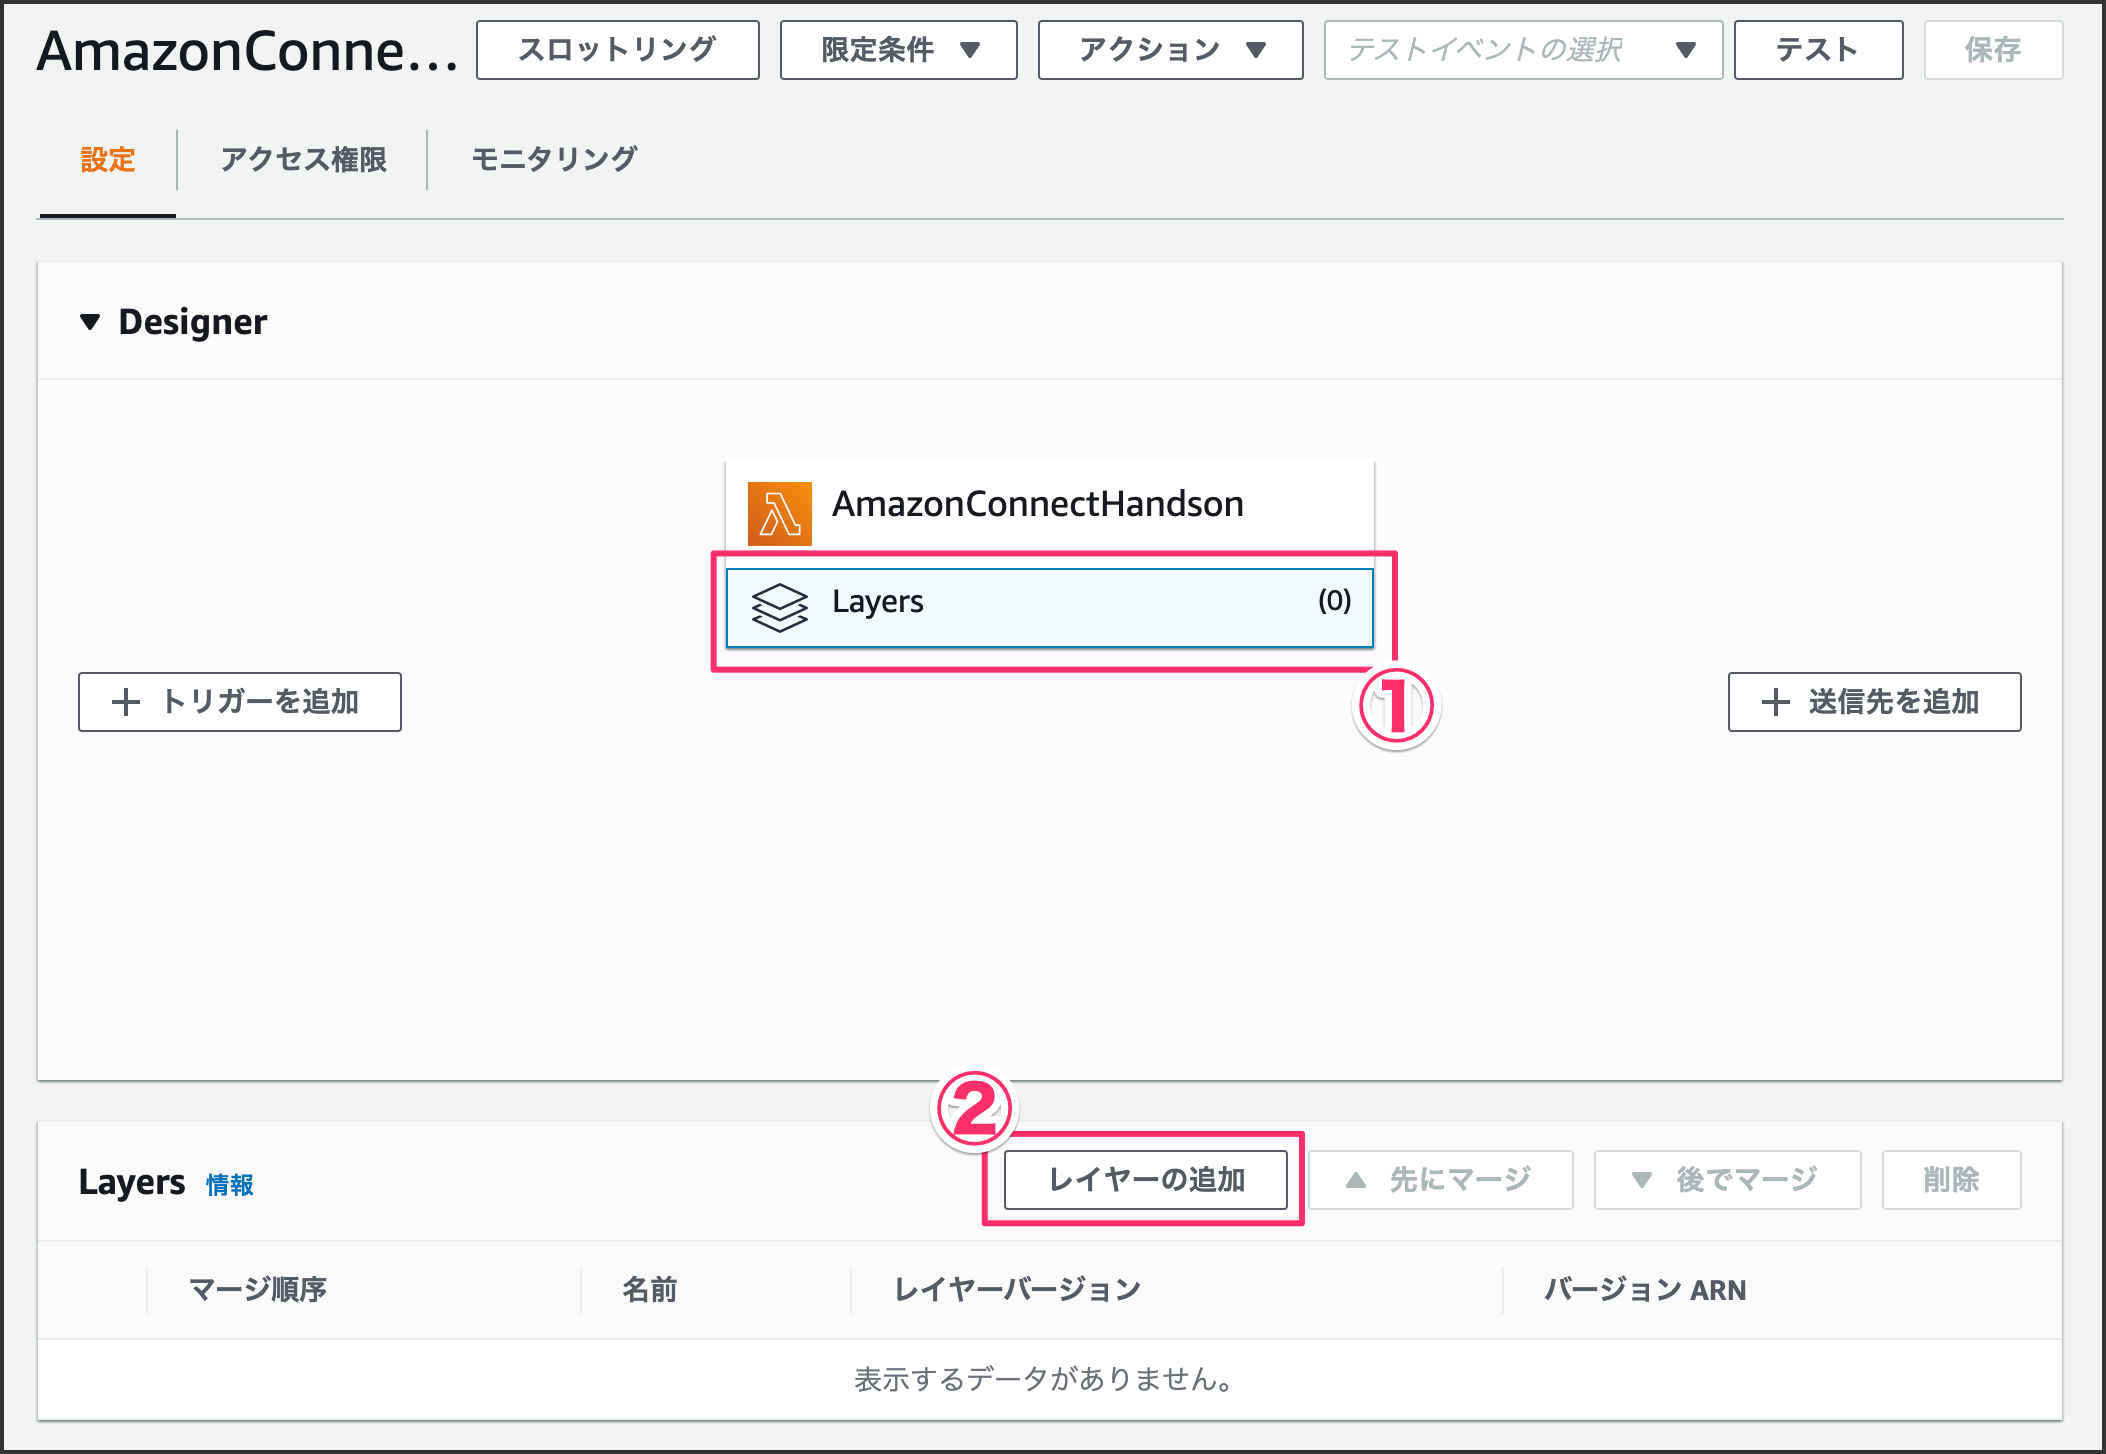 AmazonConne... スロットリング 限定条件 ▼ アクション ▼ テストイベントの選択 ▼ テスト 保存
設定 アクセス権限 モニタリング
▼ Designer
AmazonConnectHandson
Layers (0)
①
＋ トリガーを追加 ＋ 送信先を追加
②
Layers 情報 レイヤーの追加 ▲ 先にマージ ▼ 後でマージ 削除
マージ順序 名前 レイヤーバージョン バージョン ARN
表示するデータがありません。